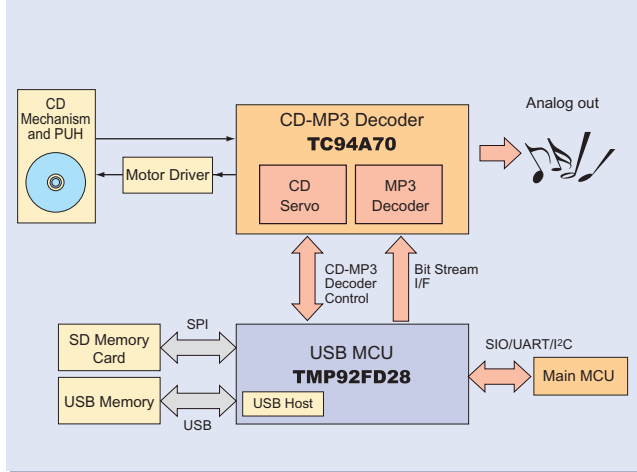 CD
Mechanism
and PUH
Motor Driver
CD-MP3 Decoder
TC94A70
CD
Servo
MP3
Decoder
Analog out
CD-MP3
Decoder
Control
Bit Stream
I/F
SD Memory
Card
SPI
USB Memory
USB
USB MCU
TMP92FD28
USB Host
SIO/UART/I²C
Main MCU